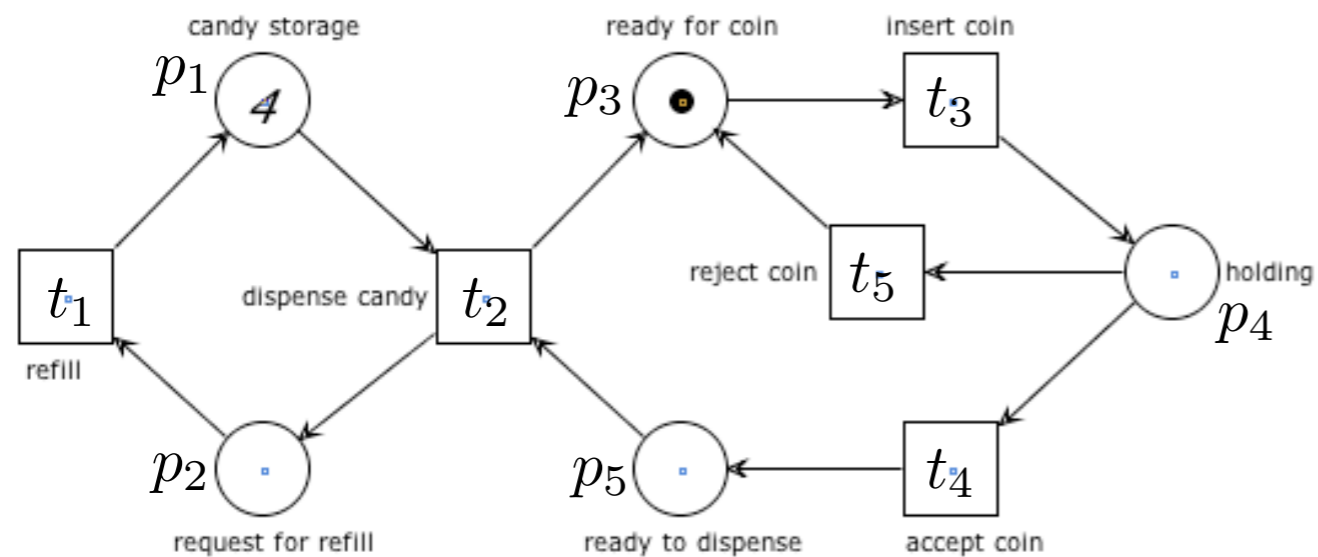 candy storage
ready for coin
insert coin
p1
4
p3
t3
reject coin
t5
holding
p4
t1
dispense candy
t2
refill
p2
p5
t4
request for refill
ready to dispense
accept coin